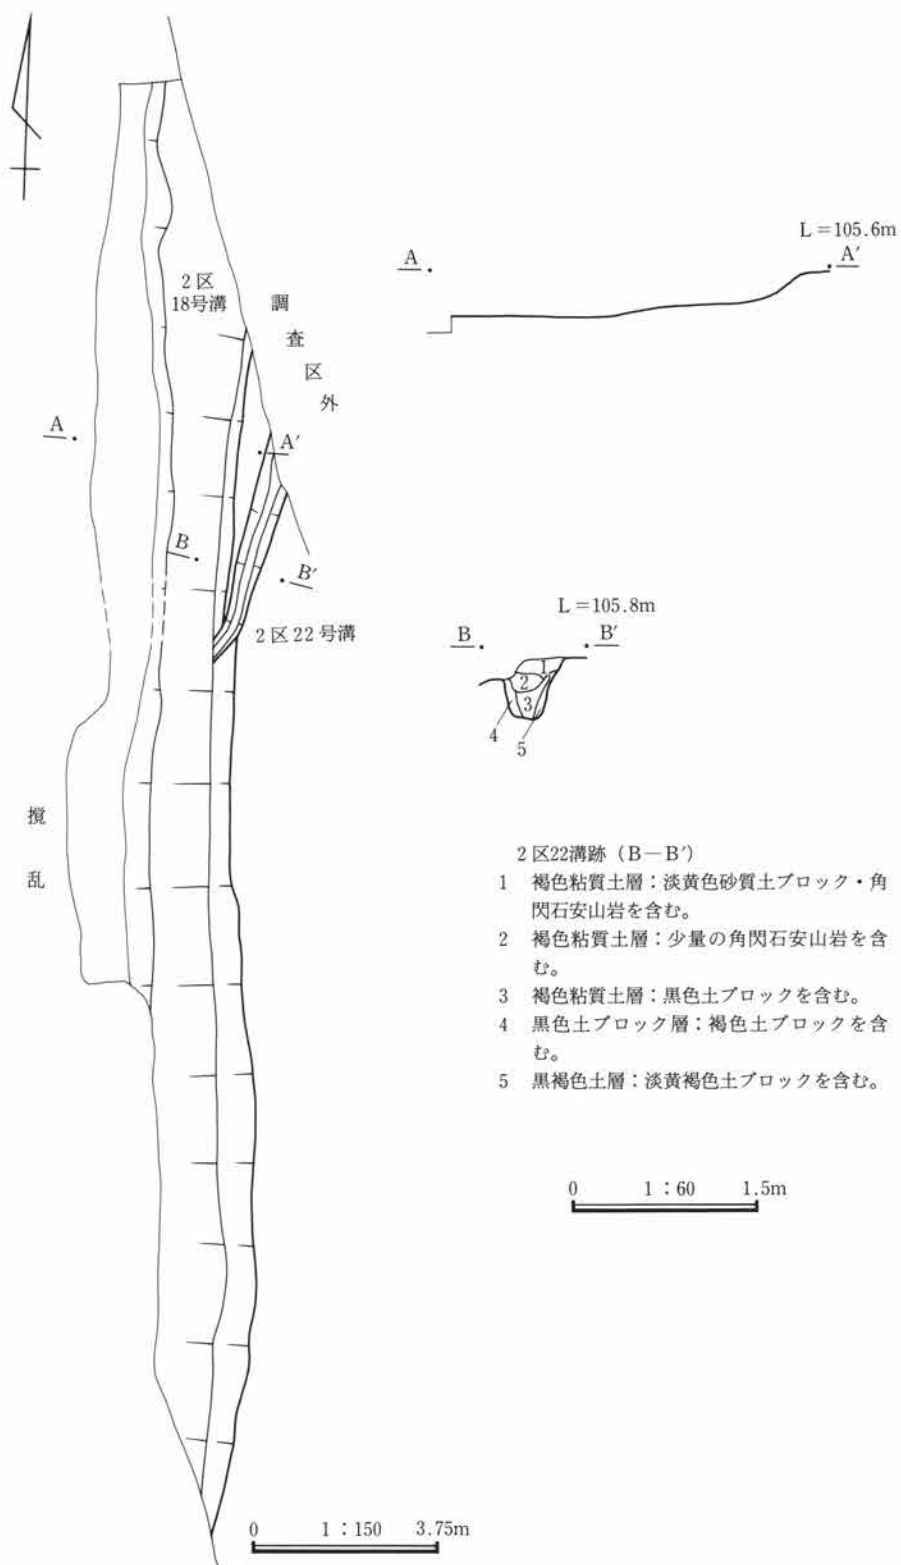 L＝105.6m
A
A′
2区
18号溝
調
査
区
外
A
A′
B
B′
2区22号溝
L＝105.8m
B
B′
1
2
3
4
5
攪
乱
2区22溝跡（B－B′）
1 褐色粘質土層：淡黄色砂質土ブロック・角
閃石安山岩を含む。
2 褐色粘質土層：少量の角閃石安山岩を含
む。
3 褐色粘質土層：黒色土ブロックを含む。
4 黒色土ブロック層：褐色土ブロックを含
む。
5 黒褐色土層：淡黄褐色土ブロックを含む。
0 1：60 1.5m
0 1：150 3.75m